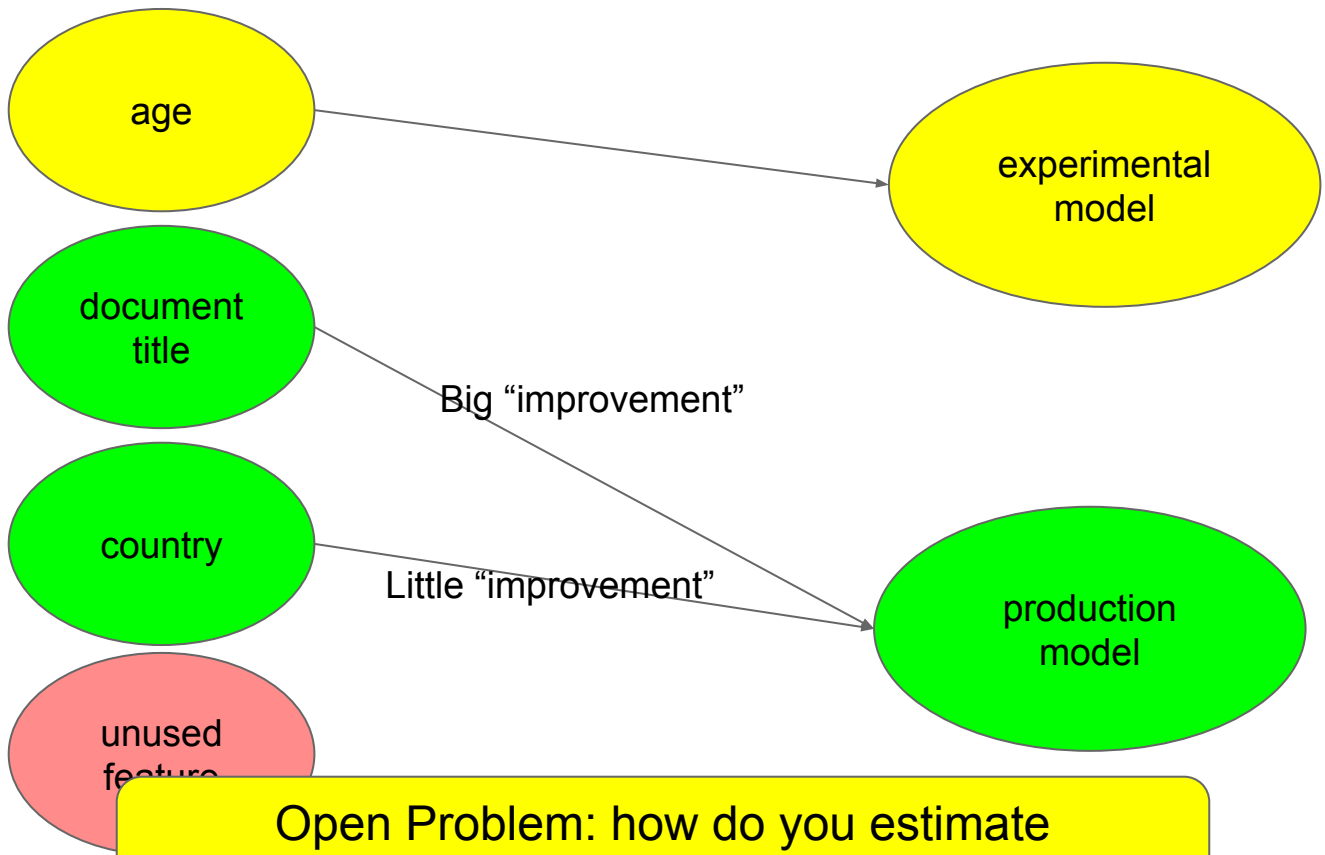 age
experimental
model
document
title
Big “improvement”
country
Little “improvement”
production
model
unused
feature
Open Problem: how do you estimate